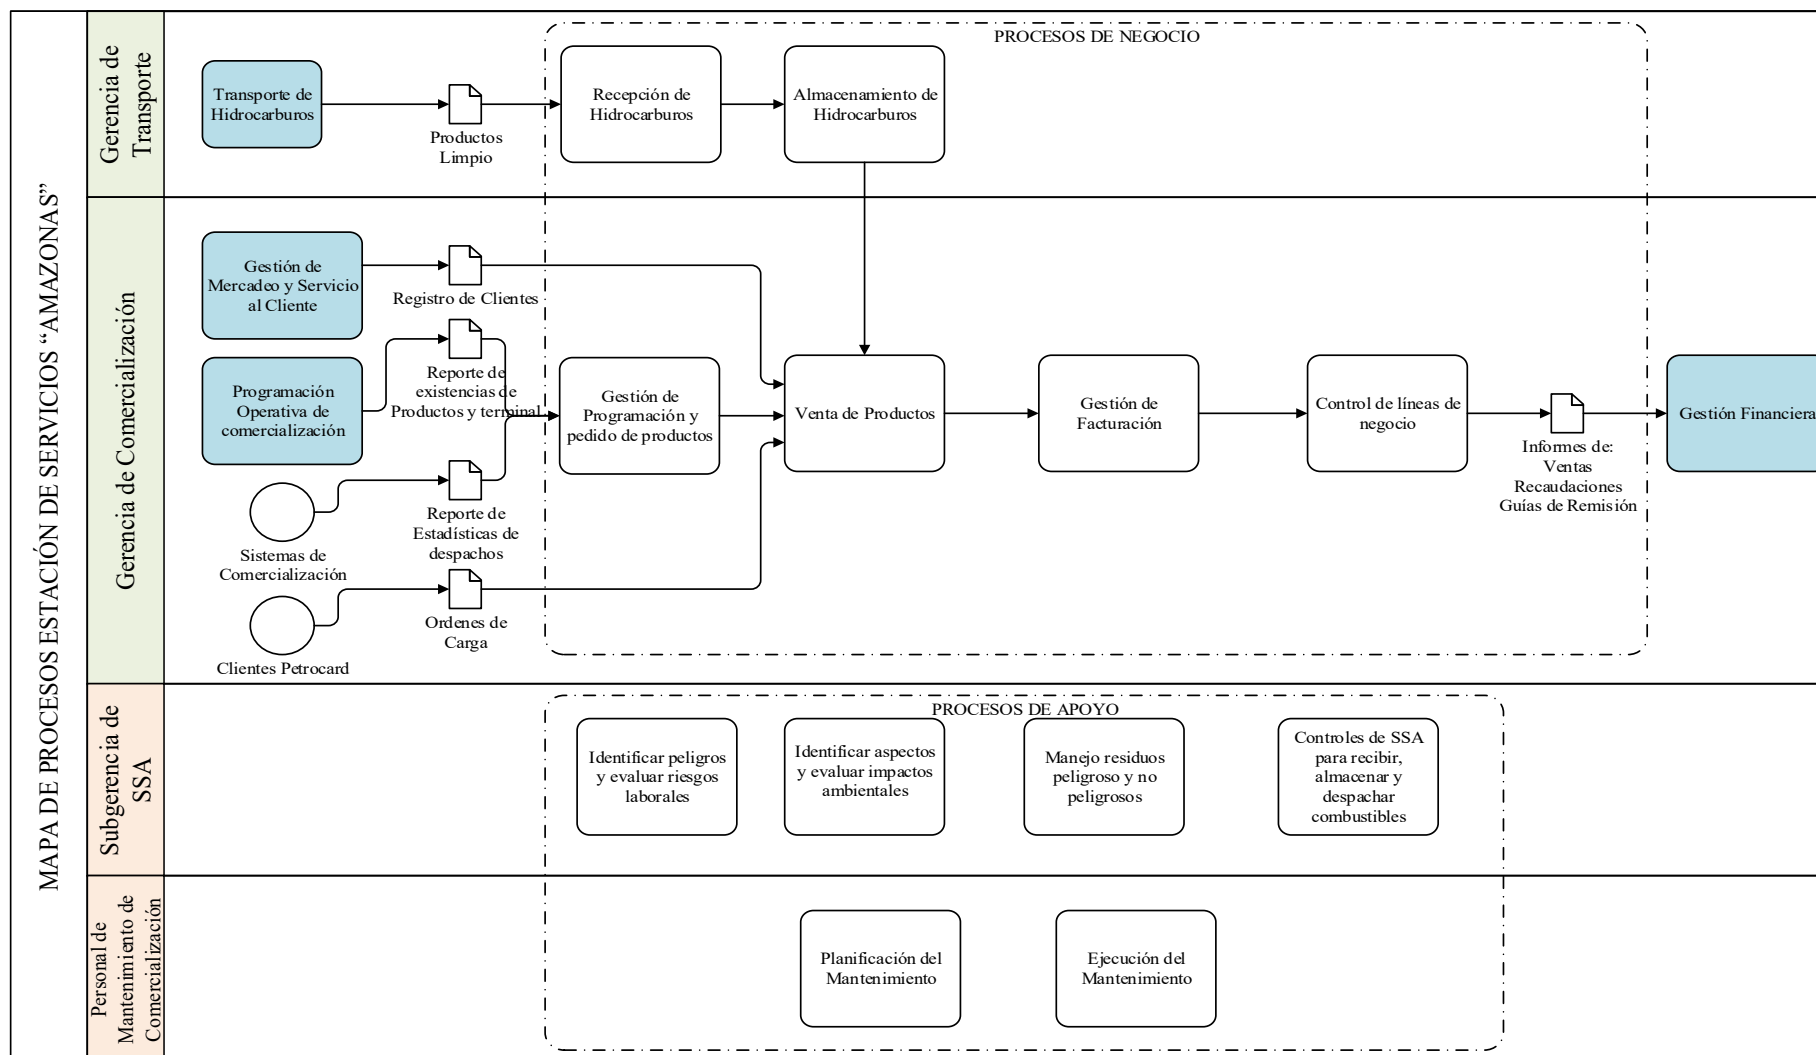 MAPA DE PROCESOS ESTACIÓN DE SERVICIOS “AMAZONAS”
Gerencia de
Transporte
Transporte de
Hidrocarburos
Productos
Limpio
PROCESOS DE NEGOCIO
Recepción de
Hidrocarburos
Almacenamiento de
Hidrocarburos
Gerencia de Comercialización
Gestión de
Mercadeo y Servicio
al Cliente
Registro de Clientes
Programación
Operativa de
comercialización
Reporte de
existencias de
Productos y terminal
Sistemas de
Comercialización
Reporte de
Estadísticas de
despachos
Clientes Petrocard
Ordenes de
Carga
Gestión de
Programación y
pedido de productos
Venta de Productos
Gestión de
Facturación
Control de líneas de
negocio
Informes de:
Ventas
Recaudaciones
Guías de Remisión
Gestión Financiera
Subgerencia de
SSA
PROCESOS DE APOYO
Identificar peligros
y evaluar riesgos
laborales
Identificar aspectos
y evaluar impactos
ambientales
Manejo residuos
peligroso y no
peligrosos
Controles de SSA
para recibir,
almacenar y
despachar
combustibles
Personal de
Mantenimiento de
Comercialización
Planificación del
Mantenimiento
Ejecución del
Mantenimiento